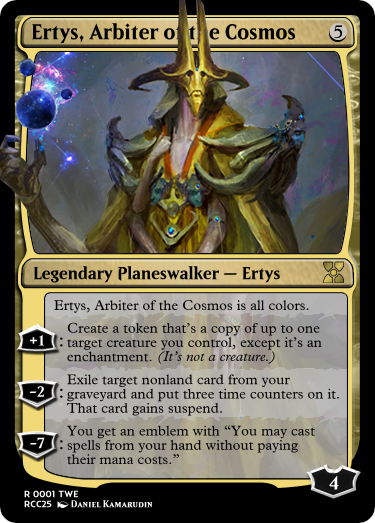 Ertys, Arbiter of the Cosmos 5
Legendary Planeswalker — Ertys
Ertys, Arbiter of the Cosmos is all colors.
+1: Create a token that's a copy of up to one
target creature you control, except it's an
enchantment. (It's not a creature.)
-2: Exile target nonland card from your
graveyard and put three time counters on it.
That card gains suspend.
-7: You get an emblem with “You may cast
spells from your hand without paying
their mana costs.”
4
R 0001 TWE
RCC25 Daniel Kamarudin